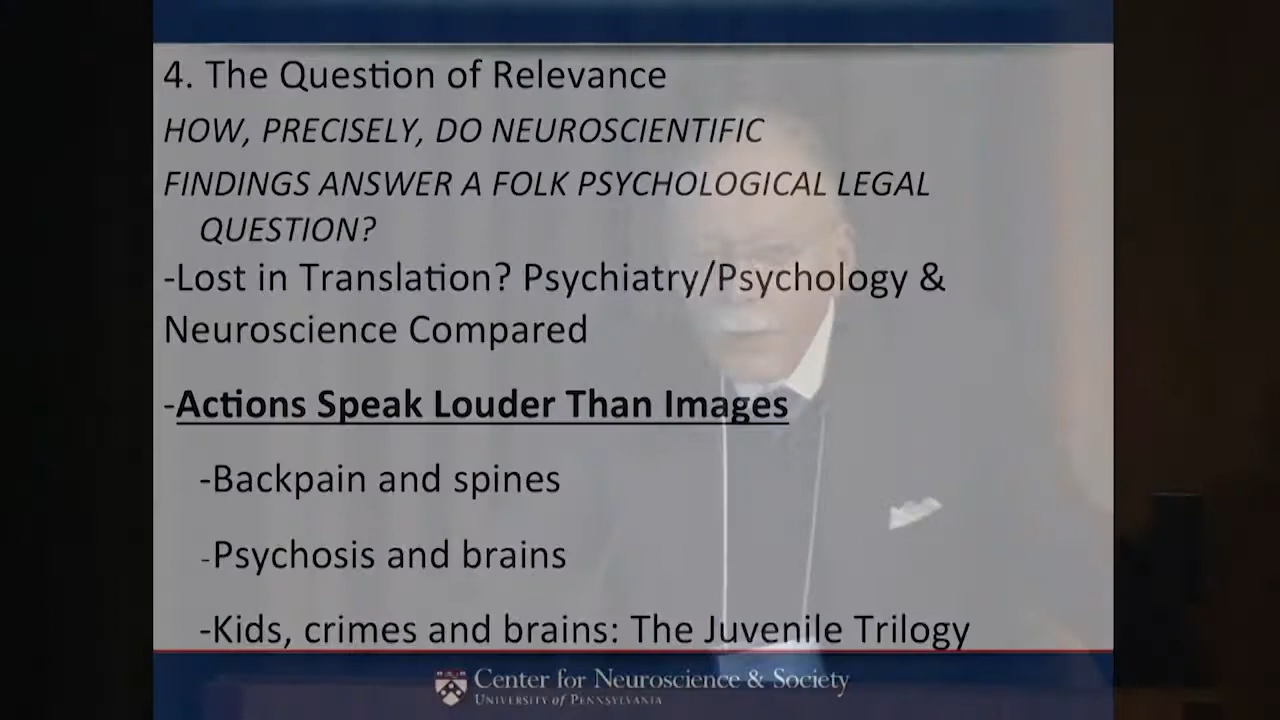 4. The Question of Relevance
HOW, PRECISELY, DO NEUROSCIENTIFIC
FINDINGS ANSWER A FOLK PSYCHOLOGICAL LEGAL
QUESTION?
-Lost in Translation? Psychiatry/Psychology &
Neuroscience Compared
-Actions Speak Louder Than Images
-Backpain and spines
-Psychosis and brains
-Kids, crimes and brains: The Juvenile Trilogy
Center for Neuroscience & Society
UNIVERSITY of PENNSYLVANIA